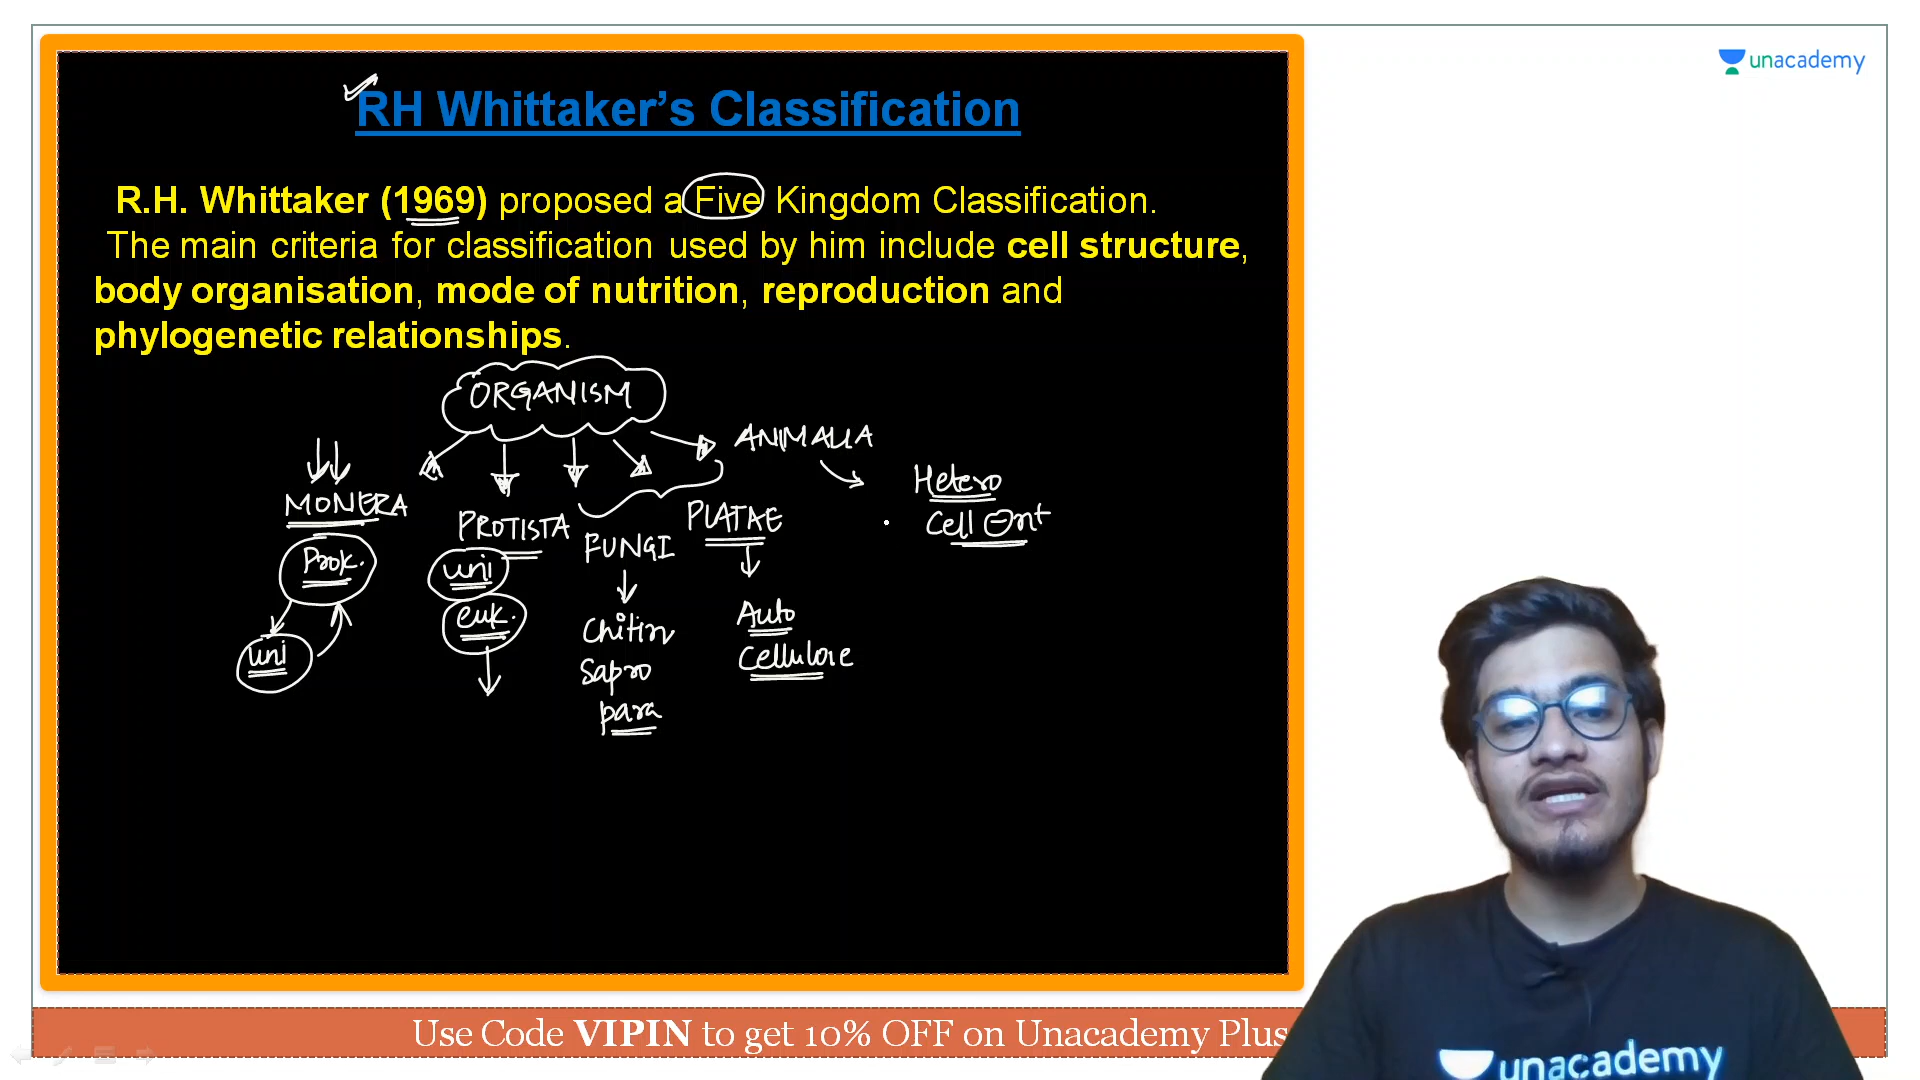 unacademy
RH Whittaker's Classification
R.H. Whittaker (1969) proposed a Five Kingdom Classification.
The main criteria for classification used by him include cell structure,
body organisation, mode of nutrition, reproduction and
phylogenetic relationships.
ORGANISM
ANIMALIA
Hetero
Cell
MONERA
PROTISTA
FUNGI
PLATAE
Prok.
uni
uni
euk.
Chitin
Sapro
para
Auto
Cellulose
Use Code VIPIN to get 10% OFF on Unacademy Plus
unacademy